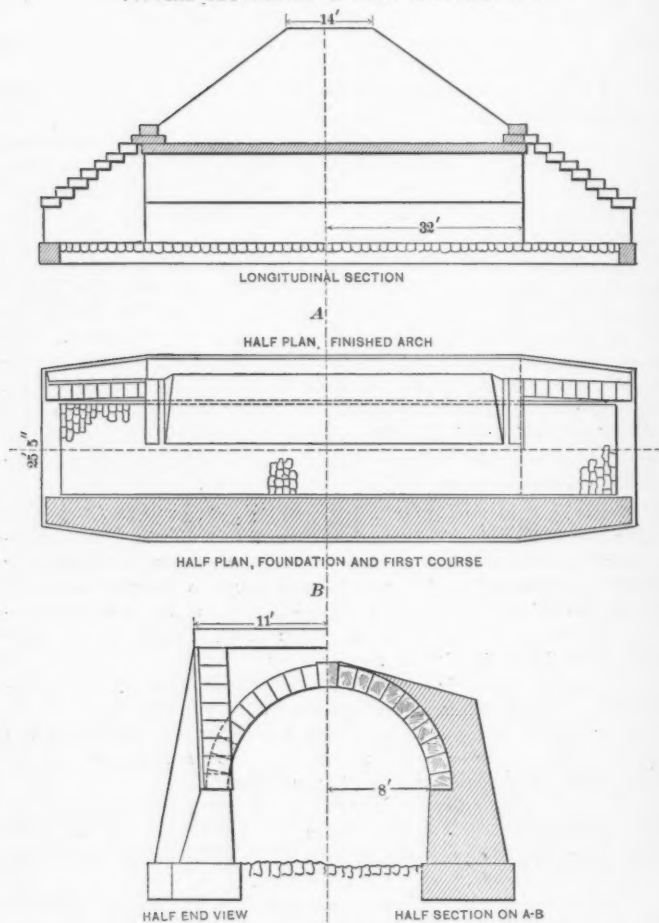 14'
32'
LONGITUDINAL SECTION
A
HALF PLAN, FINISHED ARCH
25' 5"
HALF PLAN, FOUNDATION AND FIRST COURSE
B
11'
8'
HALF END VIEW
HALF SECTION ON A-B